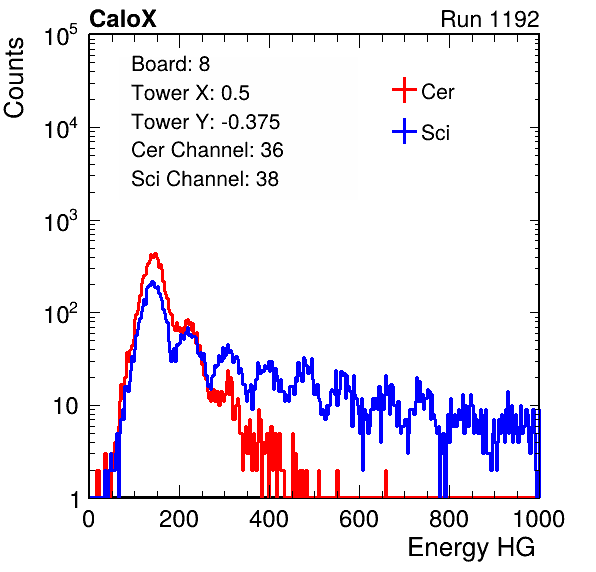 CaloX Run 1192
Counts
10^5
10^4
10^3
10^2
10
1
Board: 8
Tower X: 0.5
Tower Y: -0.375
Cer Channel: 36
Sci Channel: 38
Cer
Sci
0 200 400 600 800 1000
Energy HG